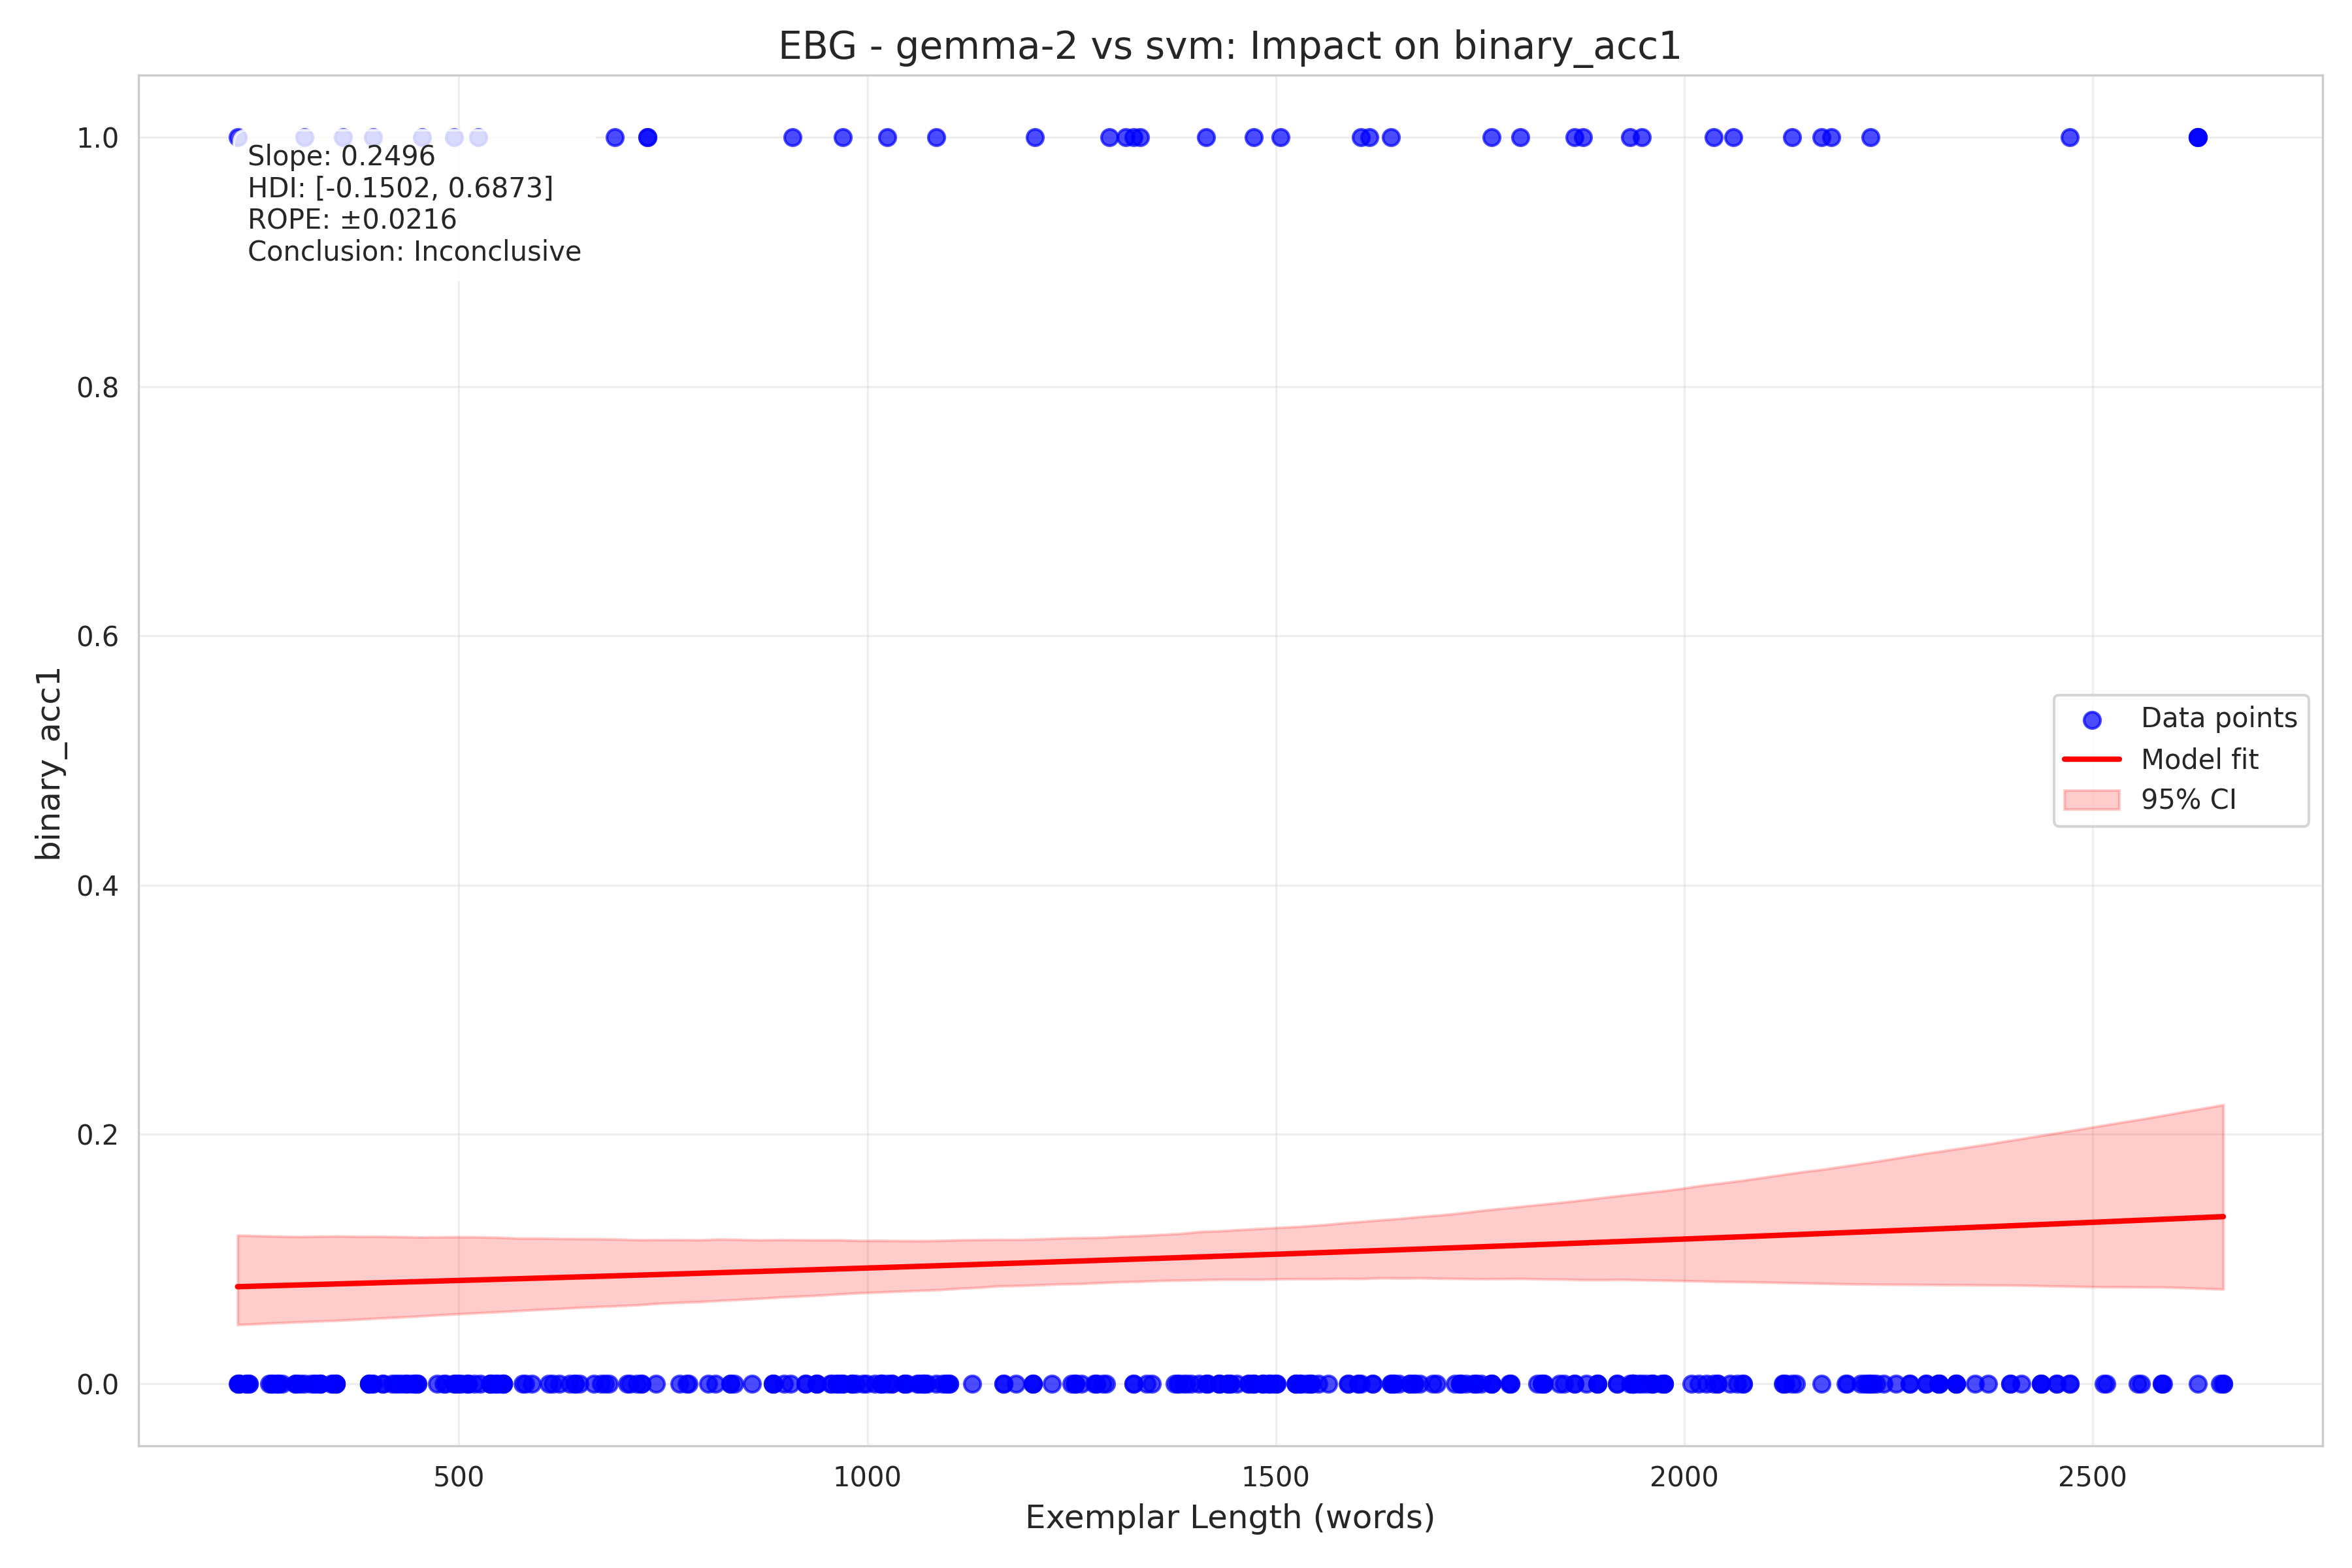 EBG - gemma-2 vs svm: Impact on binary_acc1
1.0
0.8
0.6
0.4
0.2
0.0
binary_acc1
Slope: 0.2496
HDI: [-0.1502, 0.6873]
ROPE: ±0.0216
Conclusion: Inconclusive
Data points
Model fit
95% CI
500 1000 1500 2000 2500
Exemplar Length (words)